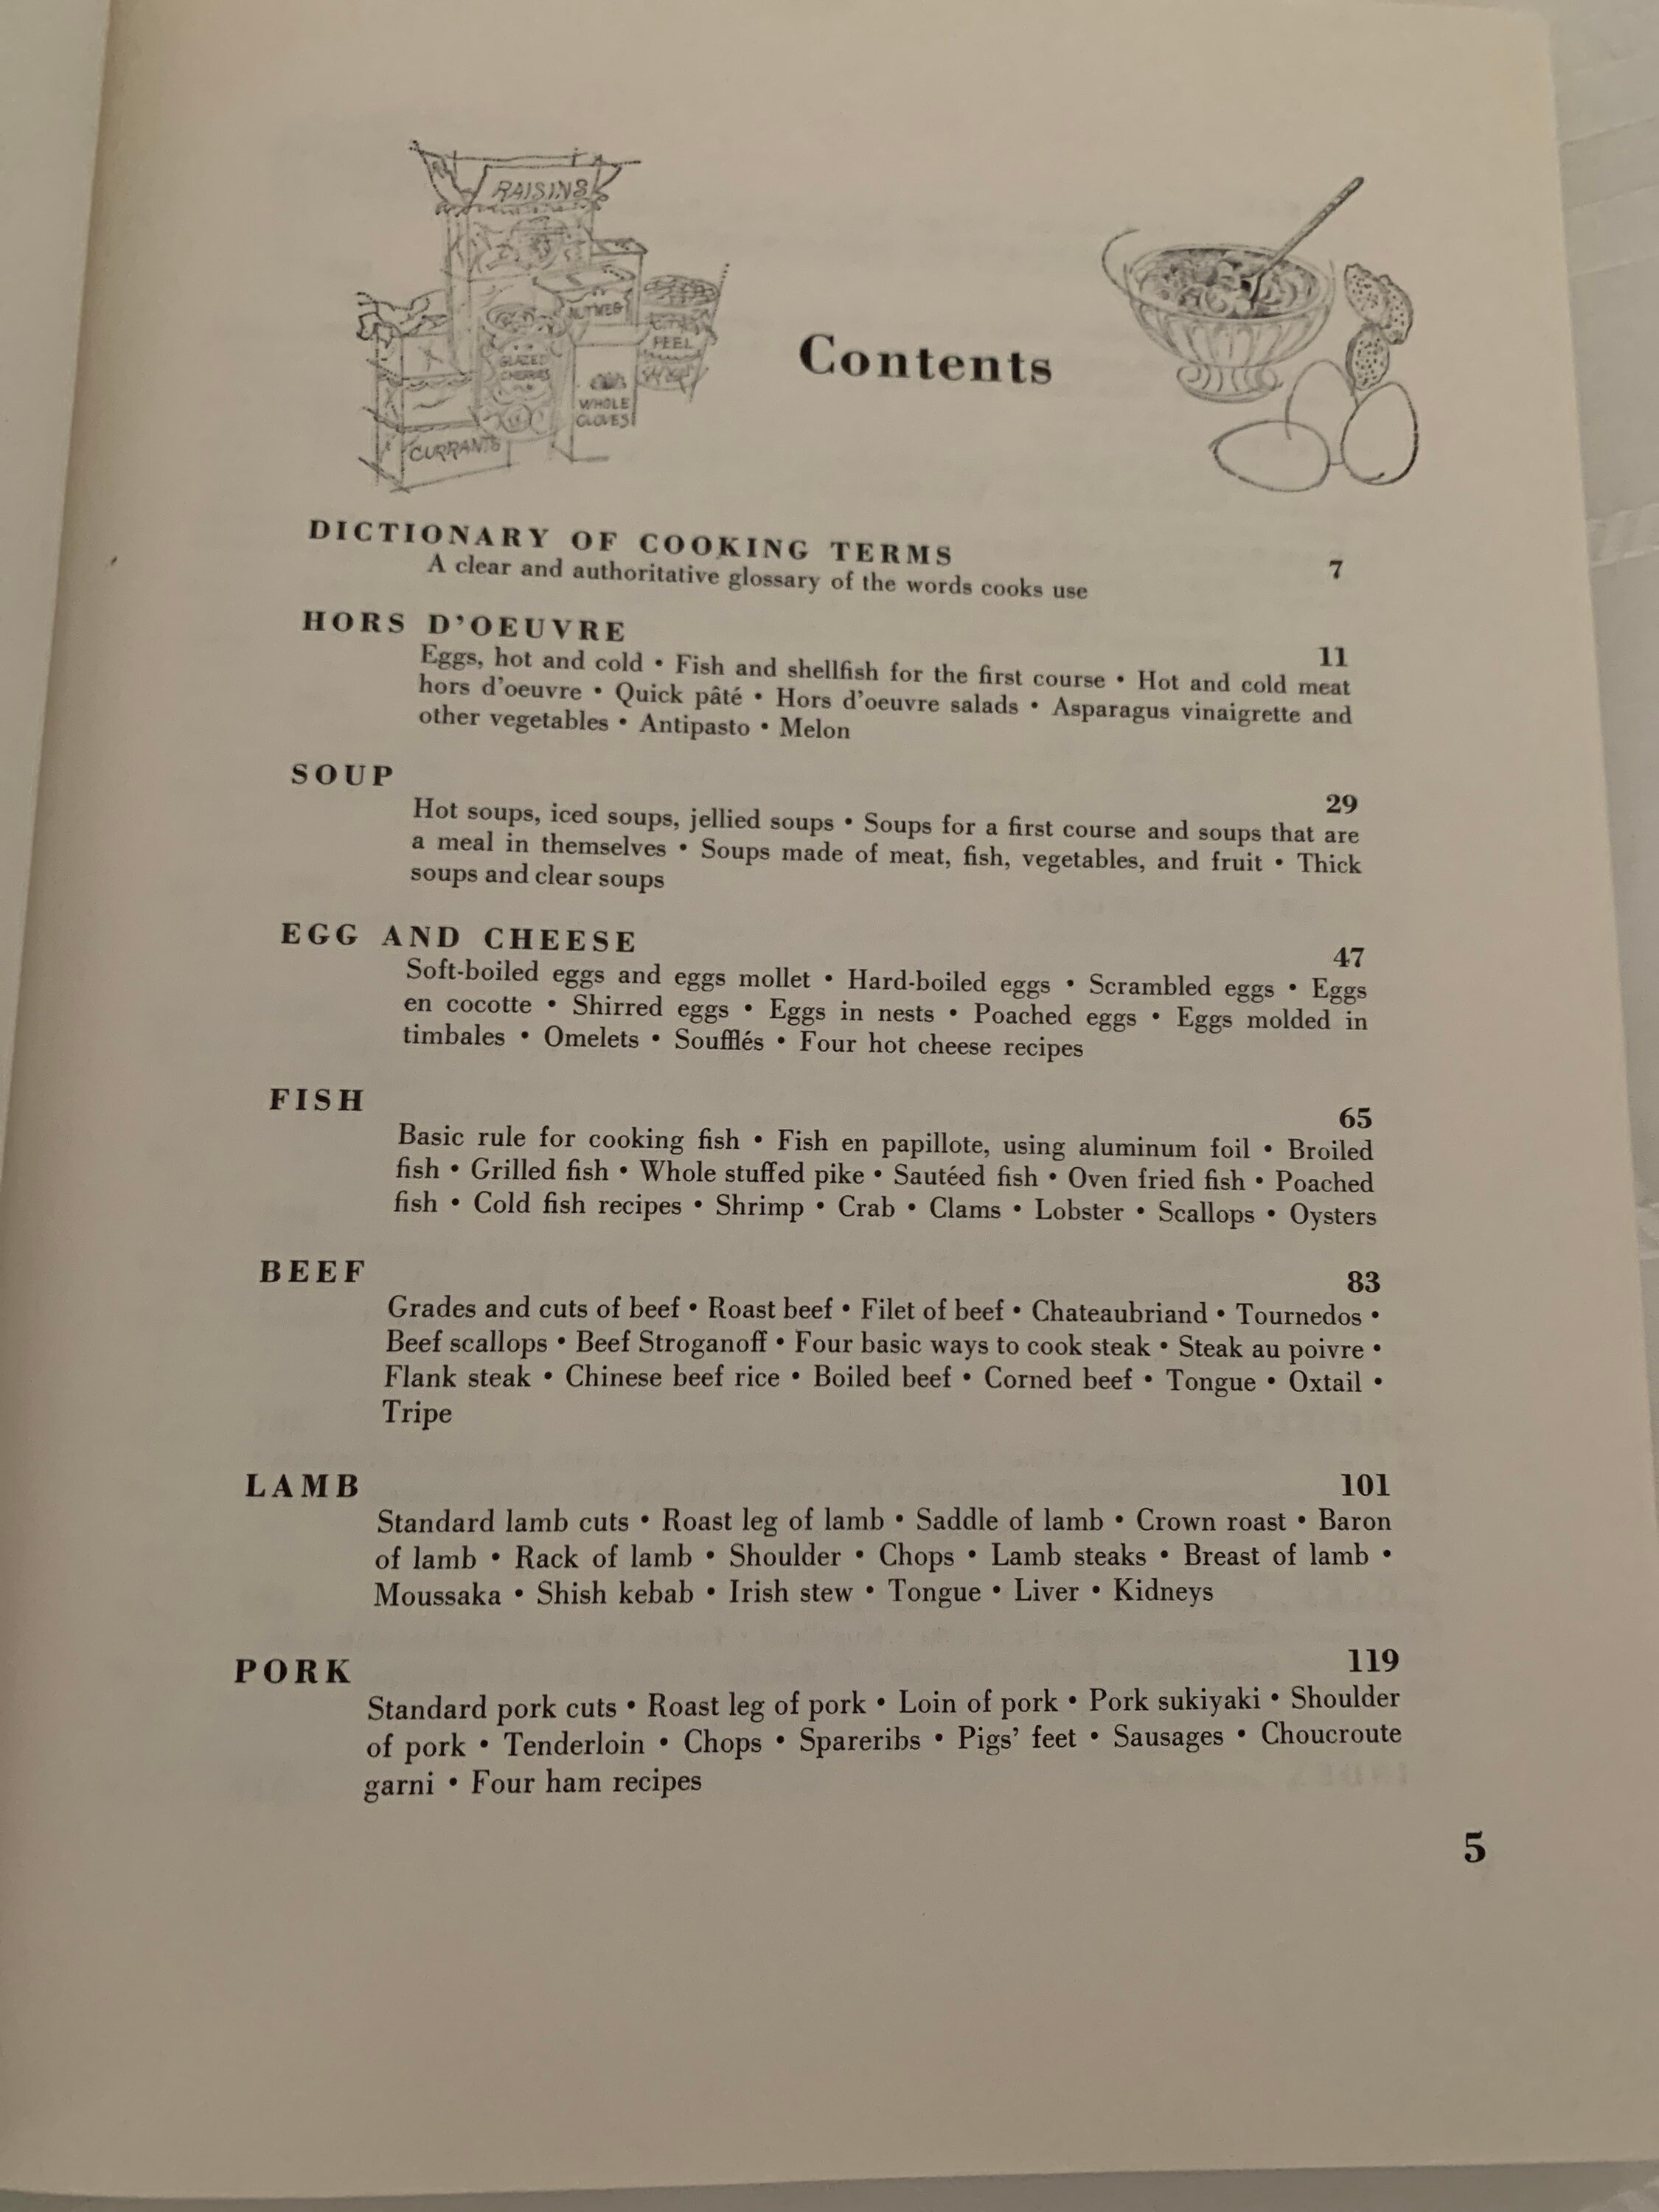 RAISINS
NUTMEG
PEEL
GLAZED
CHERRIES
WHOLE
CLOVES
CURRANTS
Contents
DICTIONARY OF COOKING TERMS 7
A clear and authoritative glossary of the words cooks use
HORS D'OEUVRE 11
Eggs, hot and cold • Fish and shellfish for the first course • Hot and cold meat
hors d'oeuvre • Quick pâté • Hors d'oeuvre salads • Asparagus vinaigrette and
other vegetables • Antipasto • Melon
SOUP 29
Hot soups, iced soups, jellied soups • Soups for a first course and soups that are
a meal in themselves • Soups made of meat, fish, vegetables, and fruit • Thick
soups and clear soups
EGG AND CHEESE 47
Soft-boiled eggs and eggs mollet • Hard-boiled eggs • Scrambled eggs • Eggs
en cocotte • Shirred eggs • Eggs in nests • Poached eggs • Eggs molded in
timbales • Omelets • Soufflés • Four hot cheese recipes
FISH 65
Basic rule for cooking fish • Fish en papillote, using aluminum foil • Broiled
fish • Grilled fish • Whole stuffed pike • Sautéed fish • Oven fried fish • Poached
fish • Cold fish recipes • Shrimp • Crab • Clams • Lobster • Scallops • Oysters
BEEF 83
Grades and cuts of beef • Roast beef • Filet of beef • Chateaubriand • Tournedos •
Beef scallops • Beef Stroganoff • Four basic ways to cook steak • Steak au poivre •
Flank steak • Chinese beef rice • Boiled beef • Corned beef • Tongue • Oxtail •
Tripe
LAMB 101
Standard lamb cuts • Roast leg of lamb • Saddle of lamb • Crown roast • Baron
of lamb • Rack of lamb • Shoulder • Chops • Lamb steaks • Breast of lamb •
Moussaka • Shish kebab • Irish stew • Tongue • Liver • Kidneys
PORK 119
Standard pork cuts • Roast leg of pork • Loin of pork • Pork sukiyaki • Shoulder
of pork • Tenderloin • Chops • Spareribs • Pigs' feet • Sausages • Choucroute
garni • Four ham recipes
5